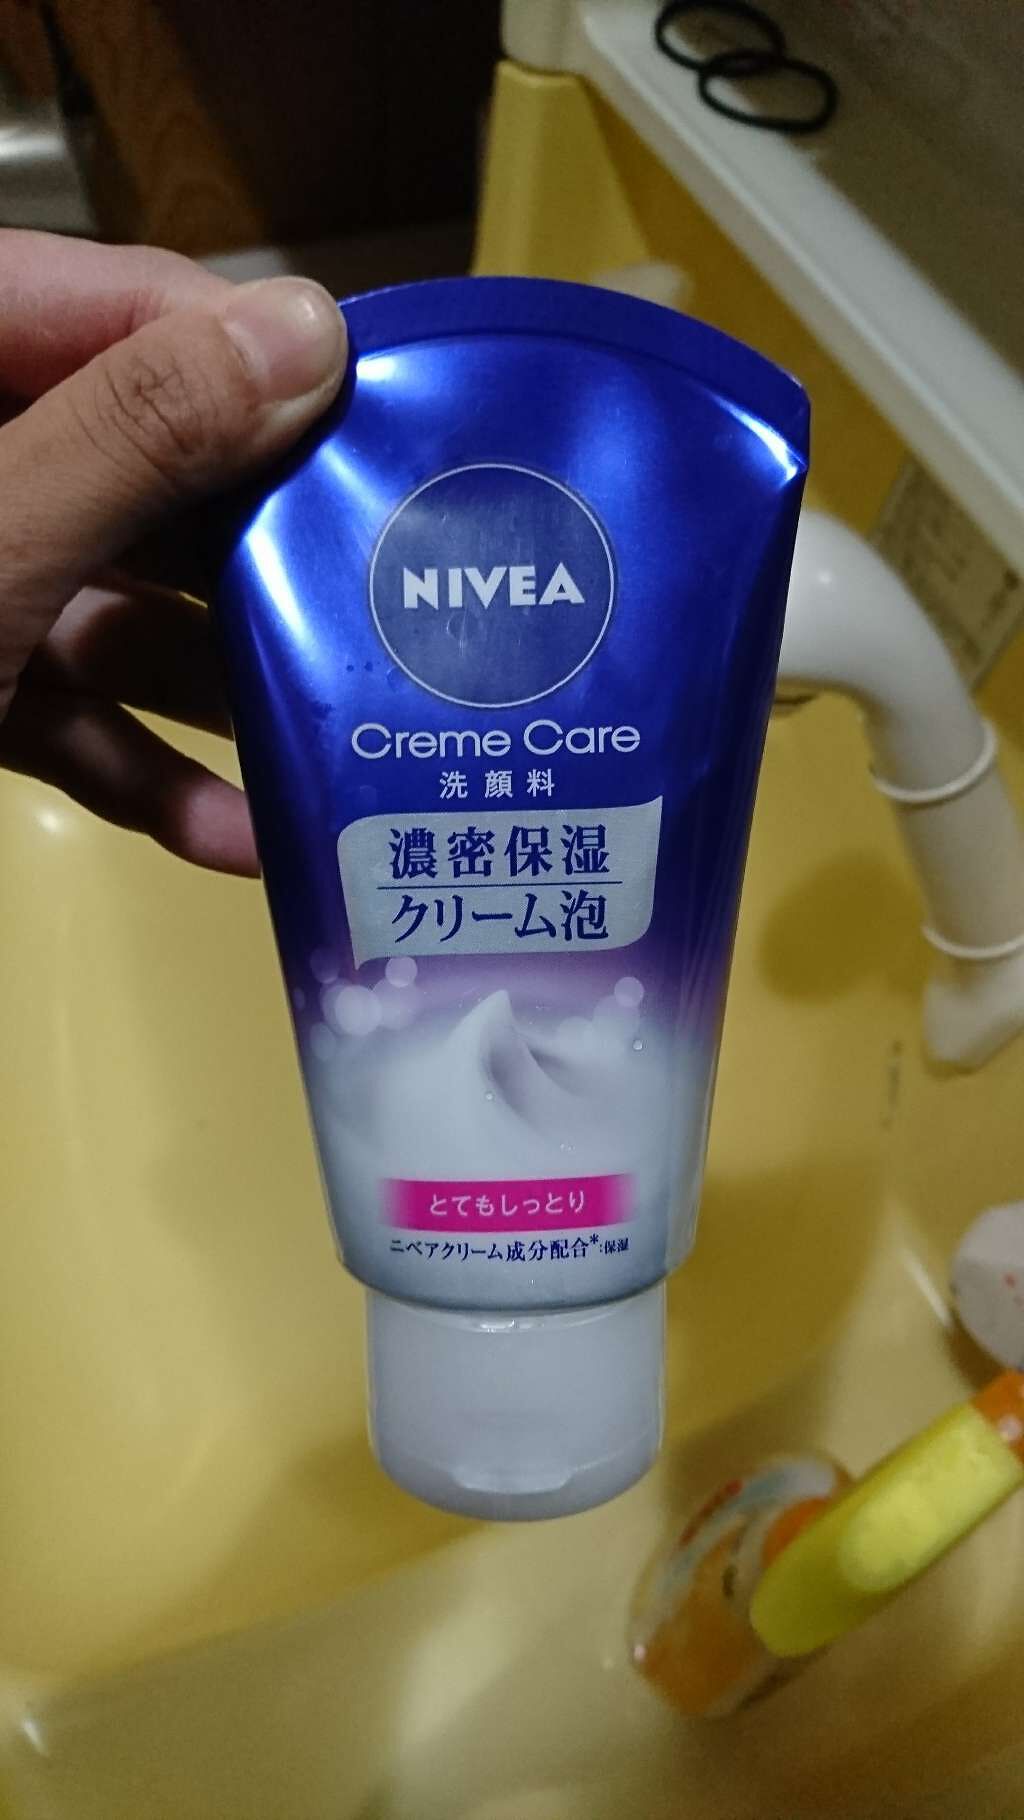 NIVEA
Creme Care
洗顔料
濃密保湿
クリーム泡
とてもしっとり
ニベアクリーム成分配合*:保湿